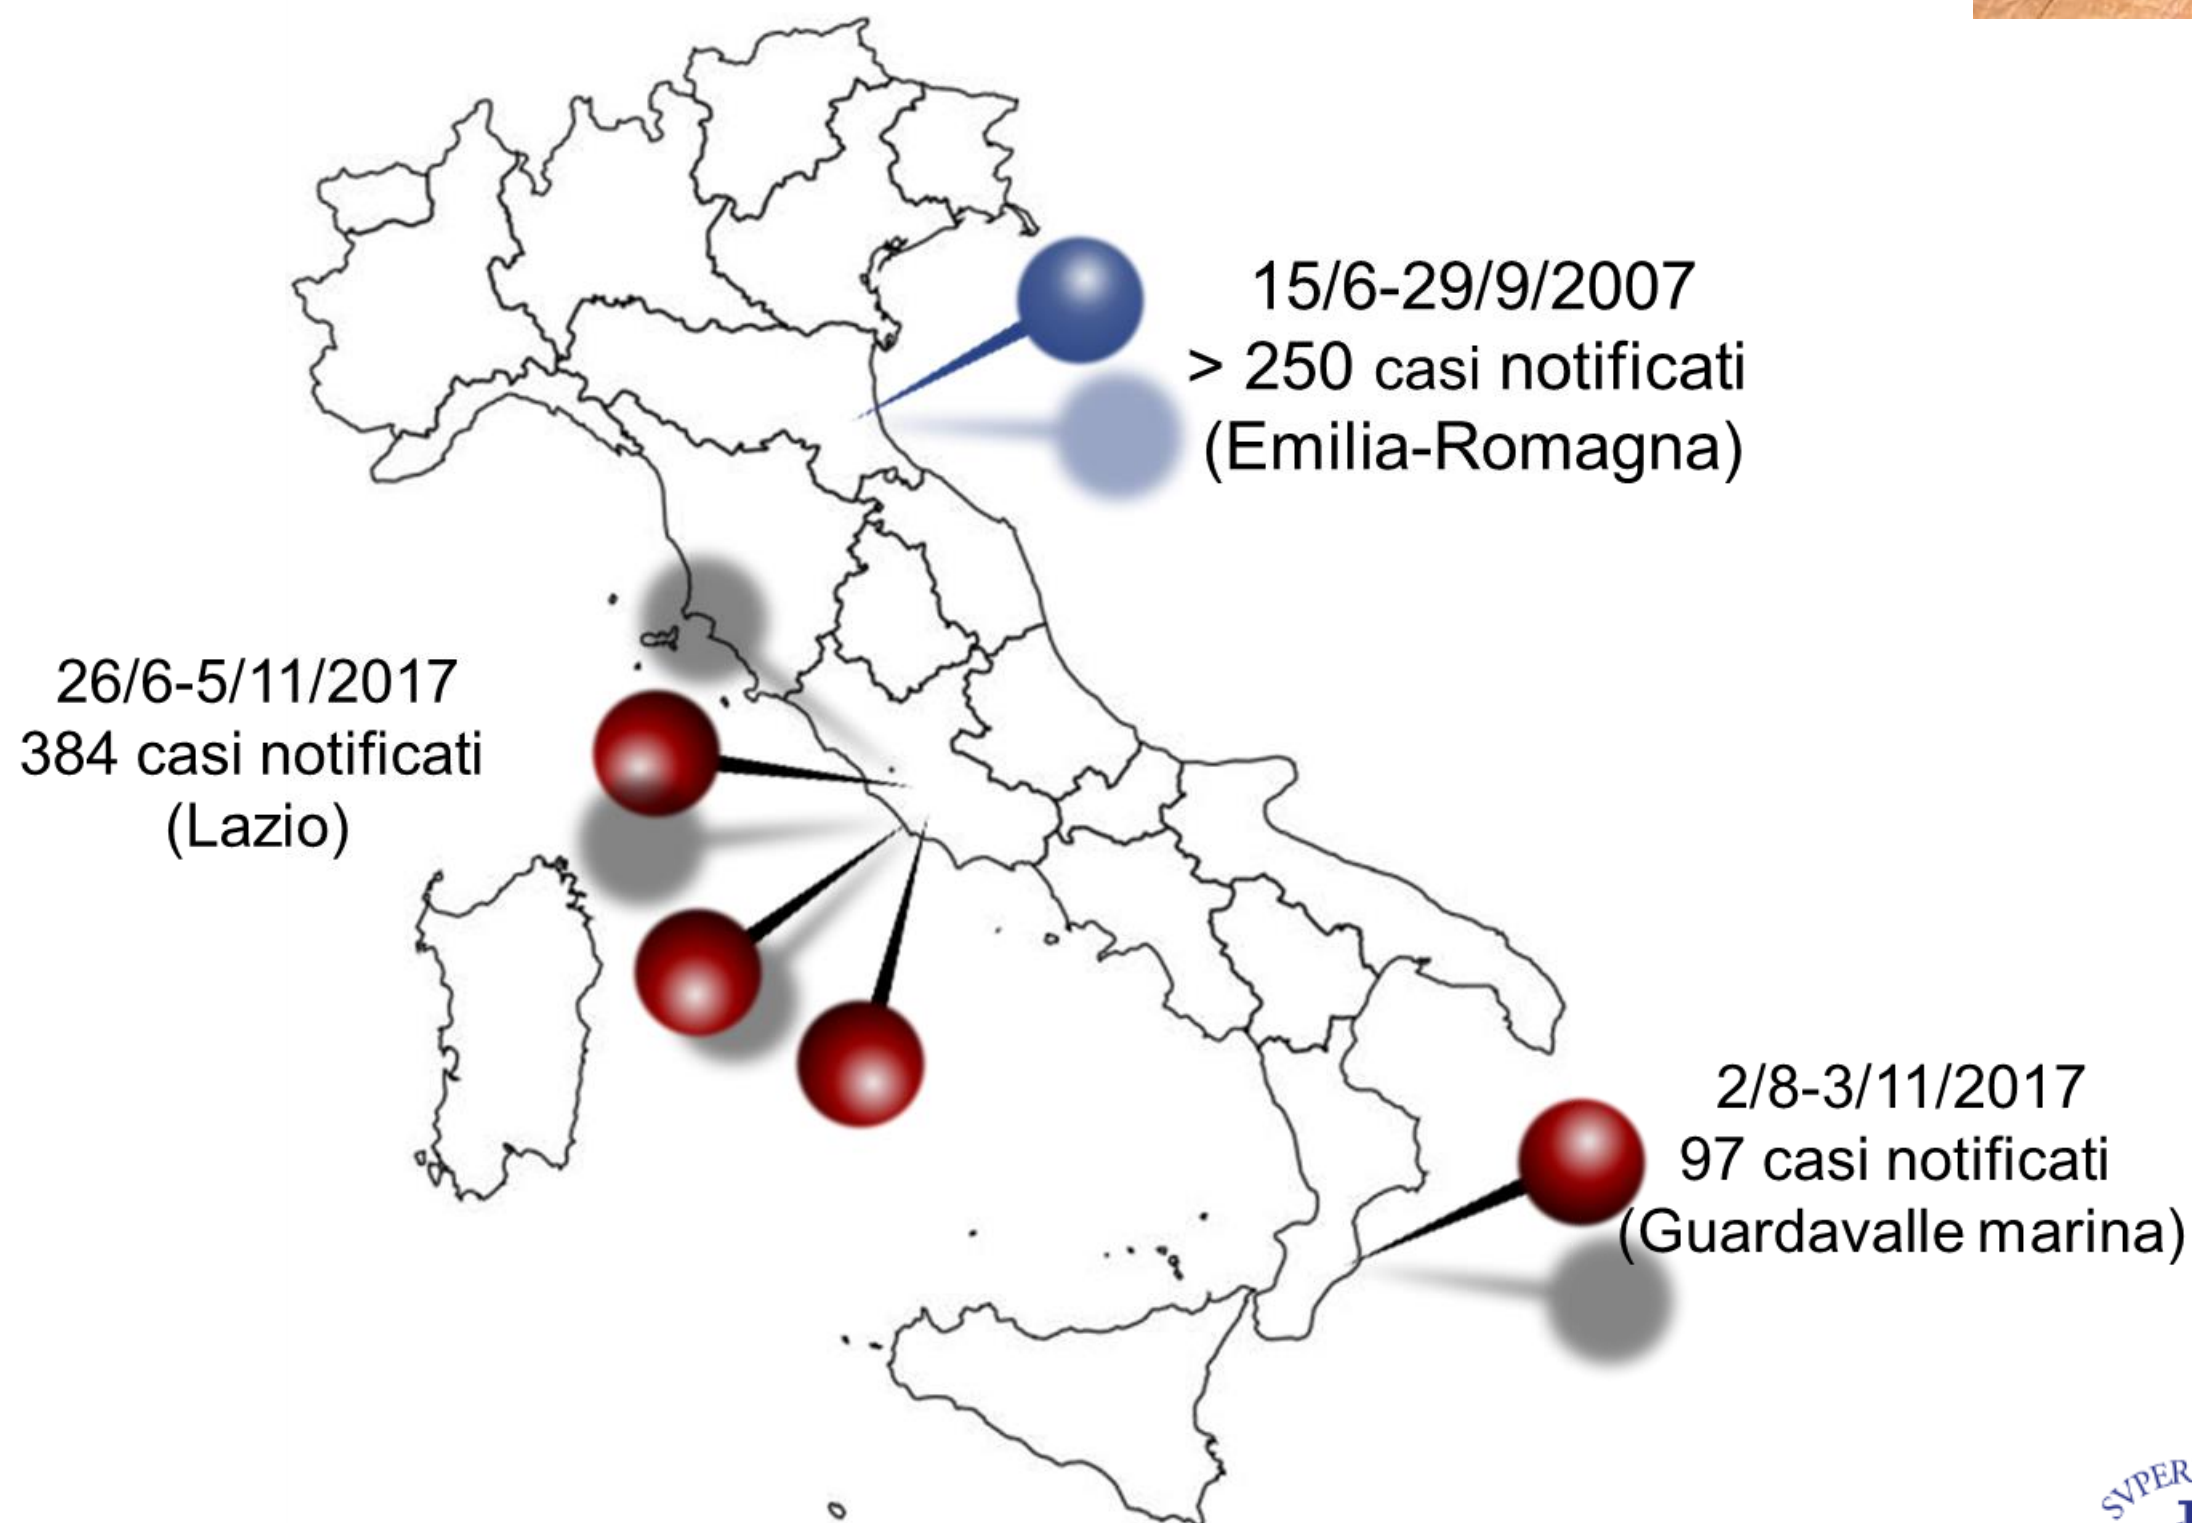 15/6-29/9/2007
> 250 casi notificati
(Emilia-Romagna)
26/6-5/11/2017
384 casi notificati
(Lazio)
2/8-3/11/2017
97 casi notificati
(Guardavalle marina)
SVPER